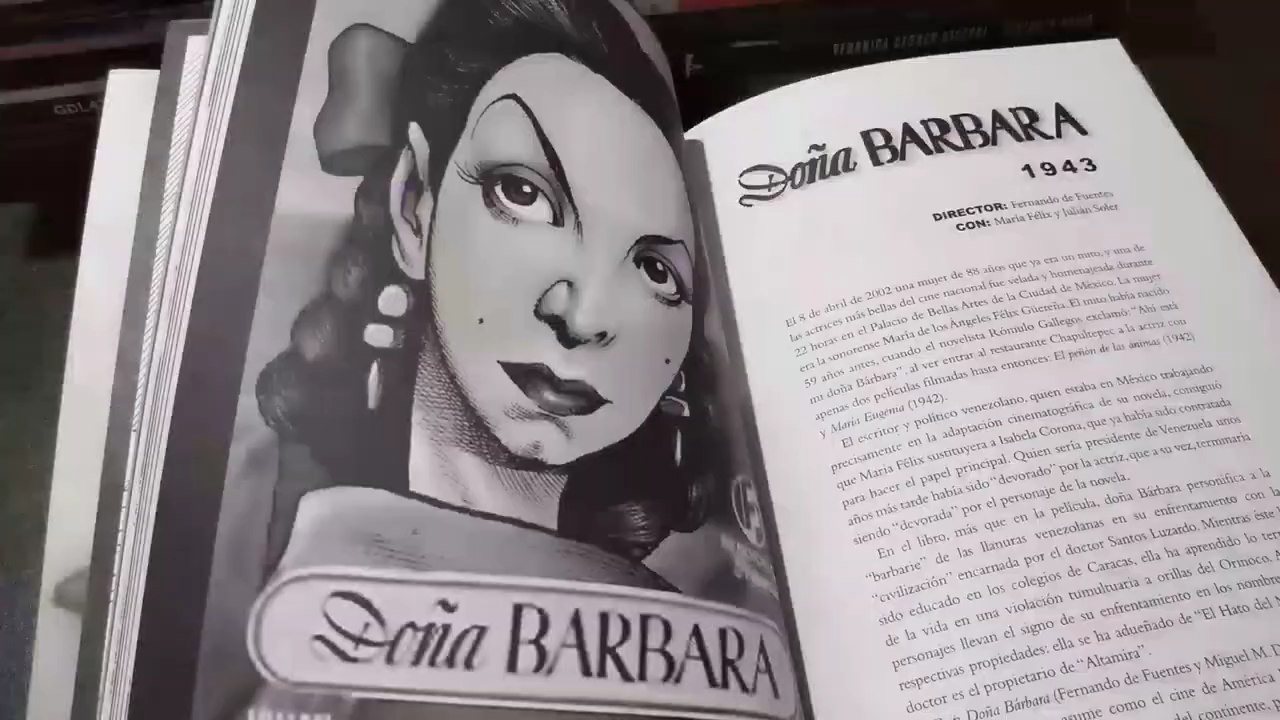 Doña BARBARA
Doña BARBARA
1943
DIRECTOR: Fernando de Fuentes
CON: María Félix y Julián Soler
El 8 de abril de 2002 una mujer de 88 años que ya era un mito, y una de
las actrices más bellas del cine nacional fue velada y homenajeada durante
22 horas en el Palacio de Bellas Artes de la Ciudad de México. La mujer
era la sonorense María de los Ángeles Félix Güereña. El mito había nacido
59 años antes, cuando el novelista Rómulo Gallegos exclamó: "Ahí está
mi doña Bárbara", al ver entrar al restaurante Chapultepec a la actriz con
apenas dos películas filmadas hasta entonces: El peñón de las ánimas (1942)
y María Eugenia (1942).
El escritor y político venezolano, quien estaba en México trabajando
precisamente en la adaptación cinematográfica de su novela, consiguió
que María Félix sustituyera a Isabela Corona, que ya había sido contratada
para hacer el papel principal. Quien sería presidente de Venezuela unos
años más tarde había sido "devorado" por la actriz, que a su vez, terminaría
siendo "devorada" por el personaje de la novela.
En el libro, más que en la película, doña Bárbara personifica a la
"barbarie" de las llanuras venezolanas en su enfrentamiento con
"civilización" encarnada por el doctor Santos Luzardo. Mientras éste
sido educado en los colegios de Caracas, ella ha aprendido lo
de la vida en una violación tumultuaria a orillas del Orinoco.
personajes llevan el signo de su enfrentamiento en los
respectivas propiedades: ella se ha adueñado de "El Hato del
doctor es el propietario de "Altamira".
Doña Bárbara (Fernando de Fuentes y Miguel M.
como el cine de América
del continente,